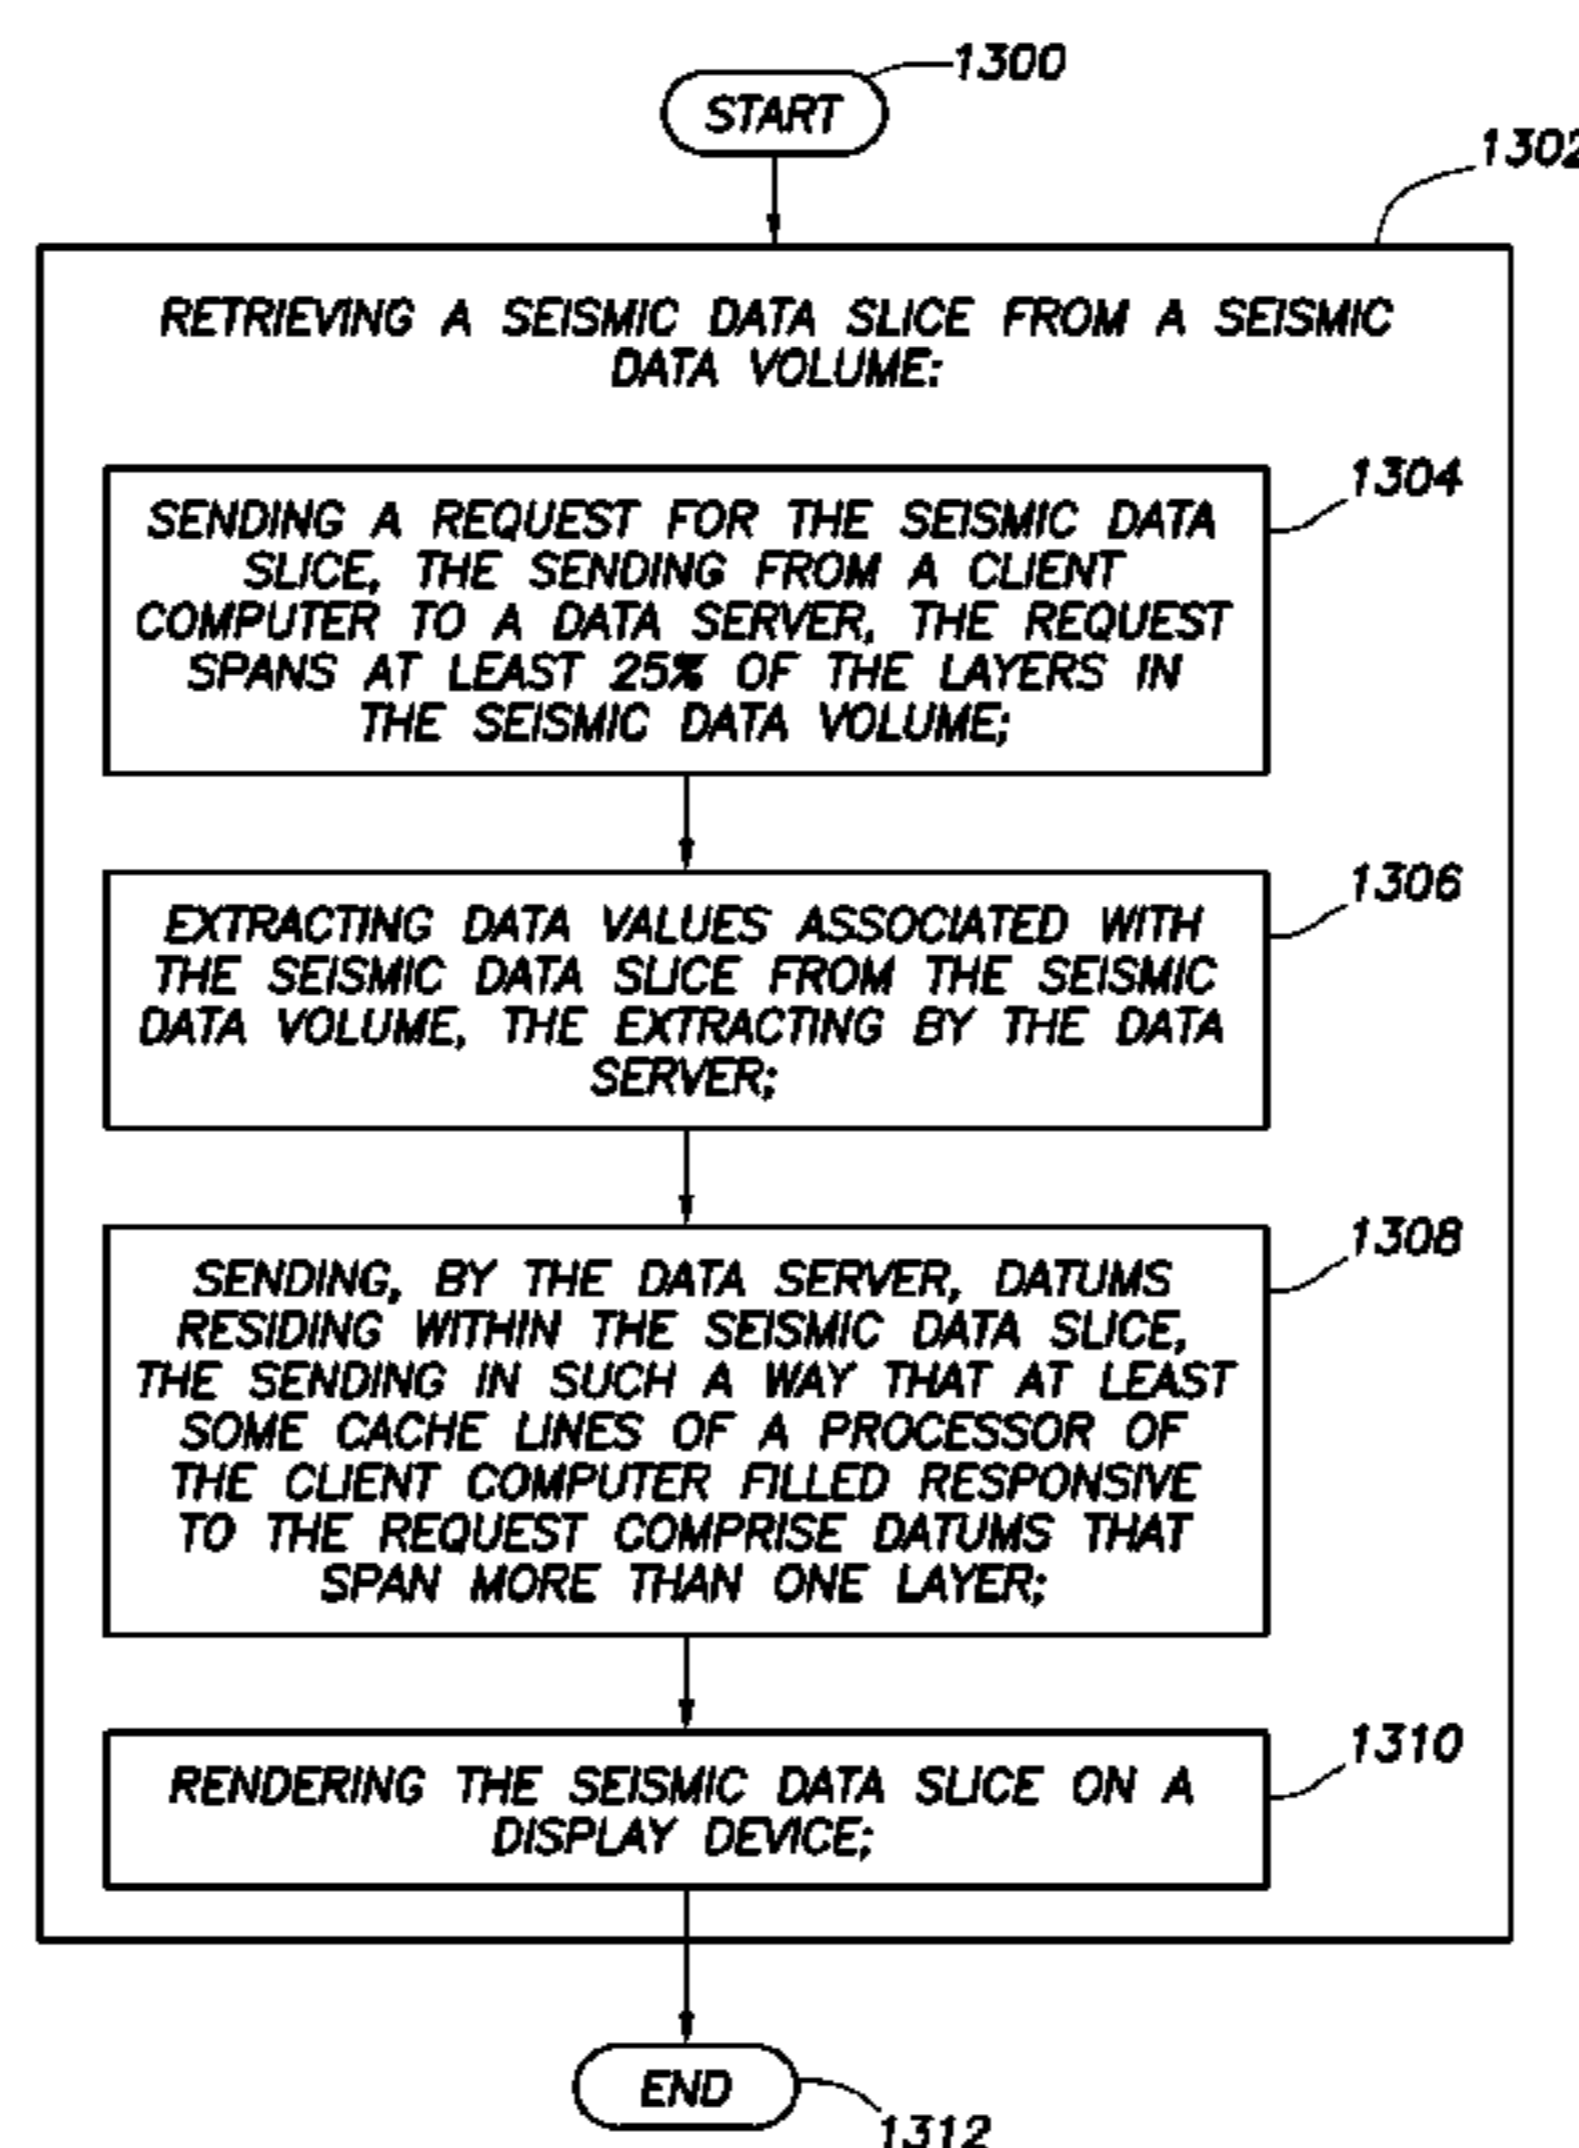 1300
START
1302
RETRIEVING A SEISMIC DATA SLICE FROM A SEISMIC
DATA VOLUME:
1304
SENDING A REQUEST FOR THE SEISMIC DATA
SLICE, THE SENDING FROM A CLIENT
COMPUTER TO A DATA SERVER, THE REQUEST
SPANS AT LEAST 25% OF THE LAYERS IN
THE SEISMIC DATA VOLUME;
1306
EXTRACTING DATA VALUES ASSOCIATED WITH
THE SEISMIC DATA SLICE FROM THE SEISMIC
DATA VOLUME, THE EXTRACTING BY THE DATA
SERVER;
1308
SENDING, BY THE DATA SERVER, DATUMS
RESIDING WITHIN THE SEISMIC DATA SLICE,
THE SENDING IN SUCH A WAY THAT AT LEAST
SOME CACHE LINES OF A PROCESSOR OF
THE CLIENT COMPUTER FILLED RESPONSIVE
TO THE REQUEST COMPRISE DATUMS THAT
SPAN MORE THAN ONE LAYER;
1310
RENDERING THE SEISMIC DATA SLICE ON A
DISPLAY DEVICE;
END
1312